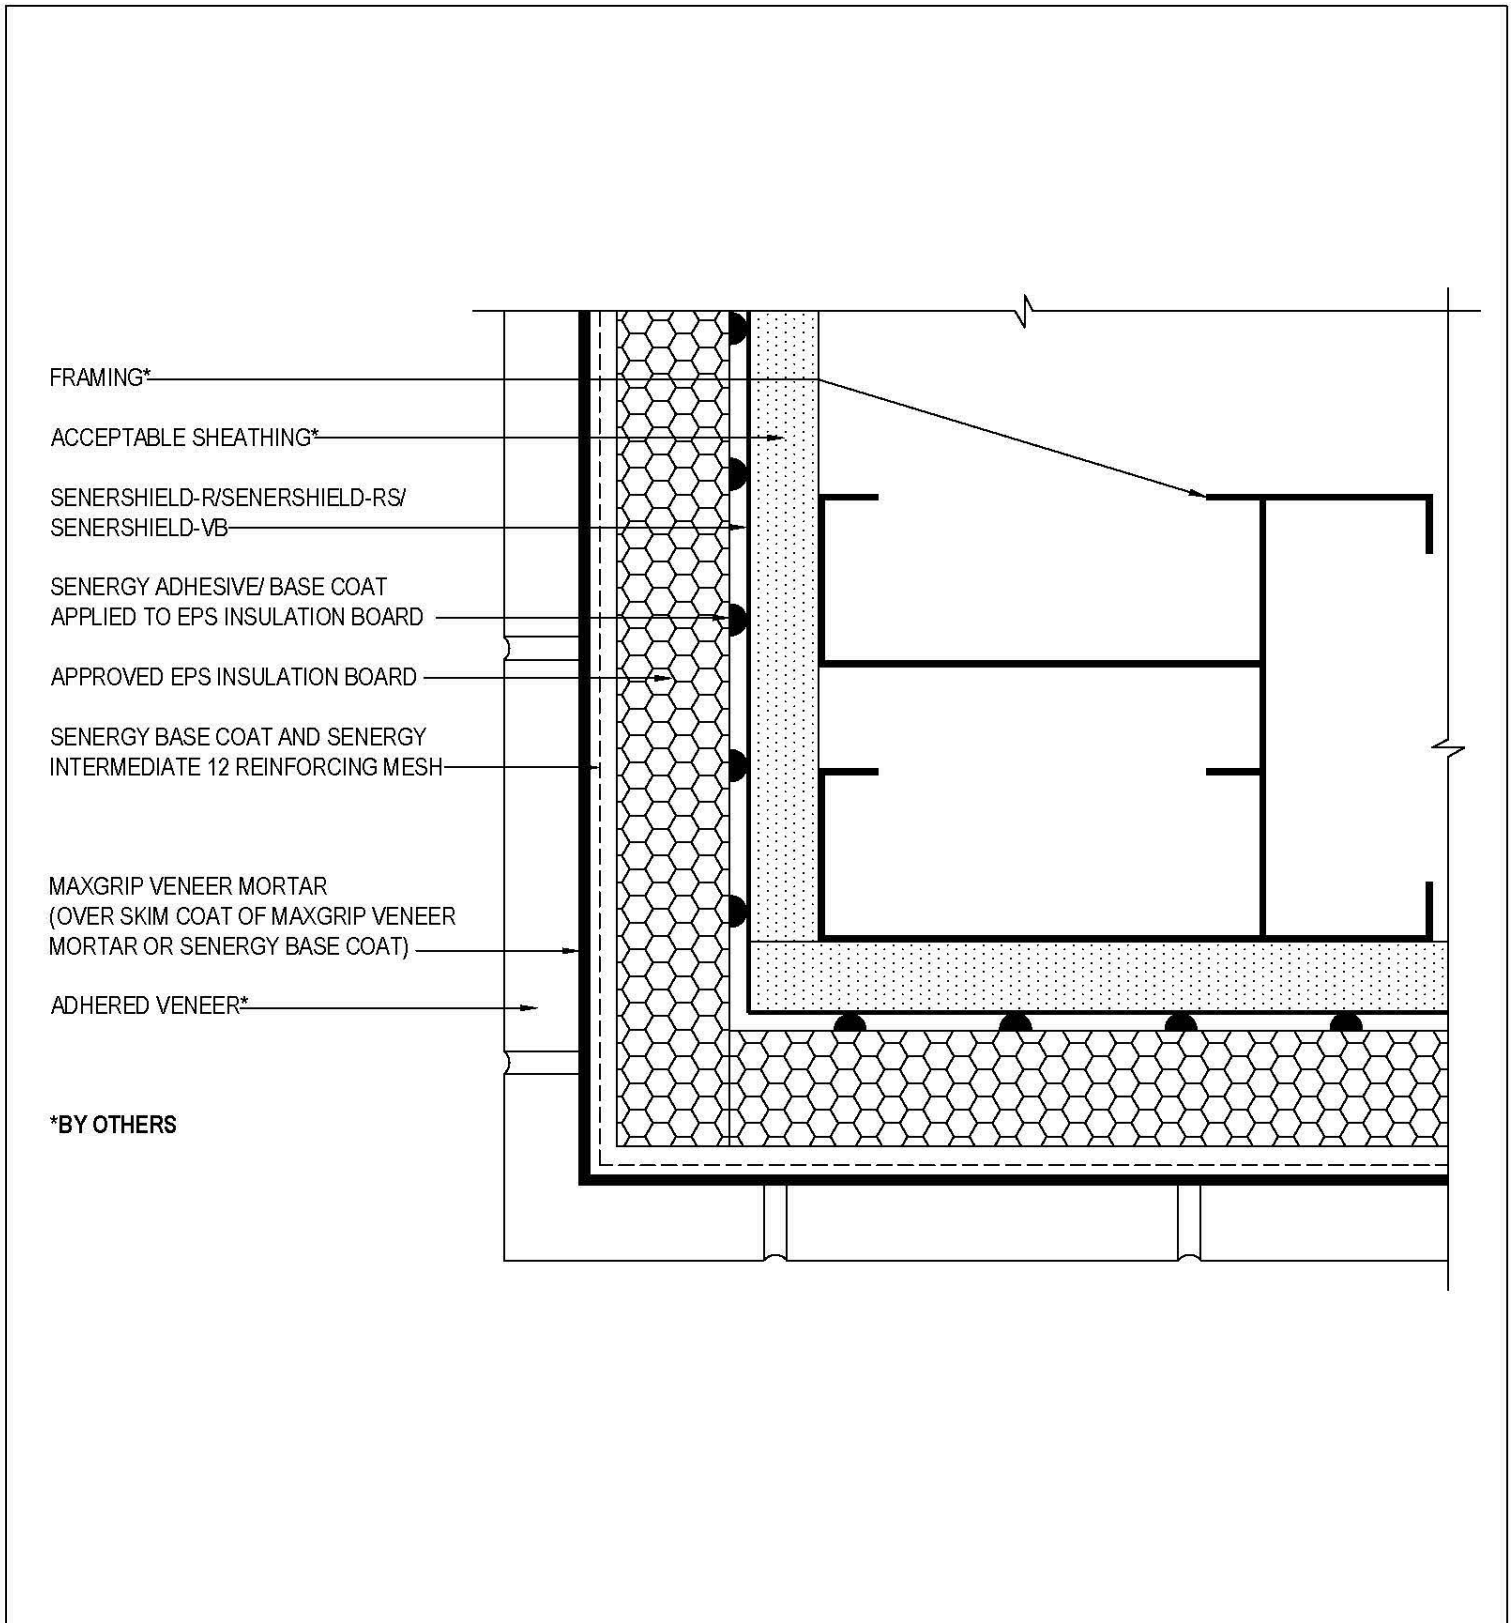 FRAMING*
ACCEPTABLE SHEATHING*
SENERSHIELD-R/SENERSHIELD-RS/
SENERSHIELD-VB
SENERGY ADHESIVE/ BASE COAT
APPLIED TO EPS INSULATION BOARD
APPROVED EPS INSULATION BOARD
SENERGY BASE COAT AND SENERGY
INTERMEDIATE 12 REINFORCING MESH
MAXGRIP VENEER MORTAR
(OVER SKIM COAT OF MAXGRIP VENEER
MORTAR OR SENERGY BASE COAT)
ADHERED VENEER*
*BY OTHERS